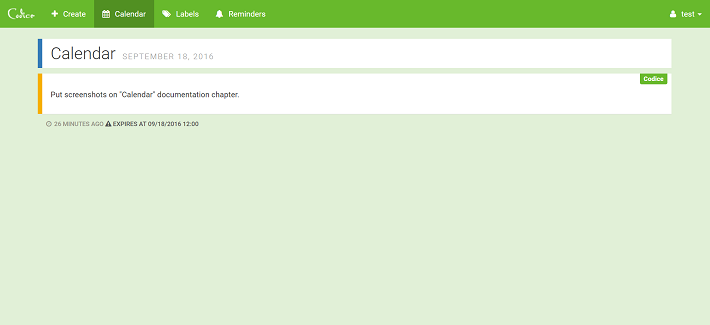 Codice Create Calendar Labels Reminders test
Calendar SEPTEMBER 18, 2016
Codice
Put screenshots on "Calendar" documentation chapter.
26 MINUTES AGO EXPIRES AT 09/18/2016 12:00